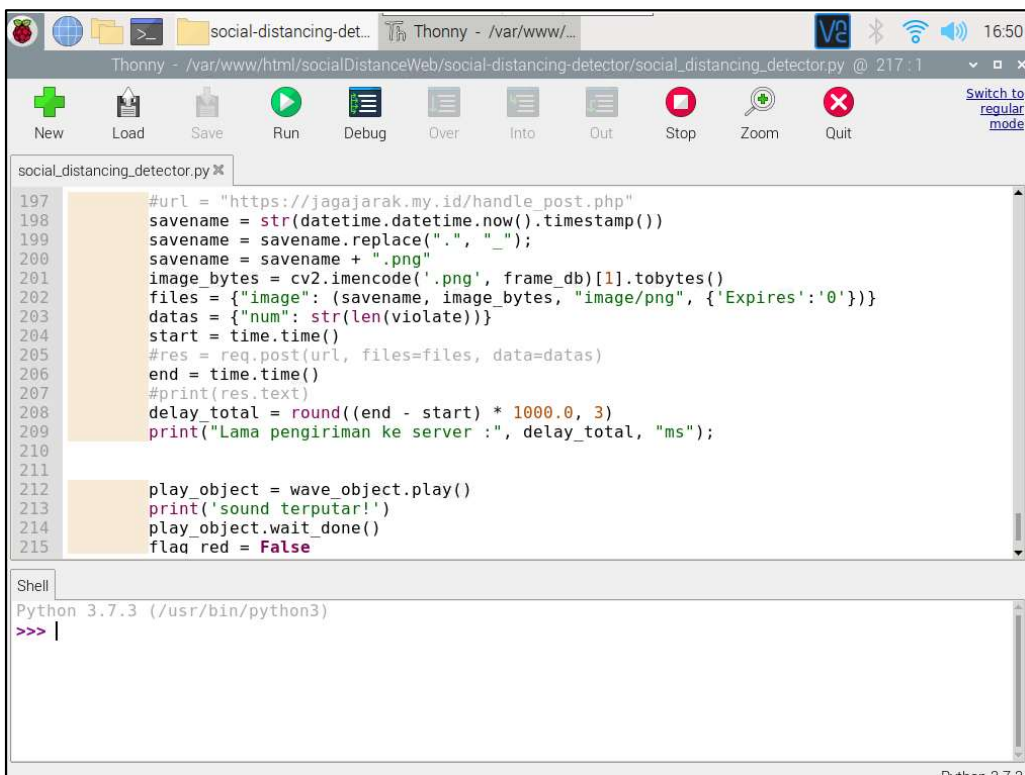 social-distancing-det... Thonny - /var/www/... 16:50
Thonny - /var/www/html/socialDistanceWeb/social-distancing-detector/social_distancing_detector.py @ 217 : 1
New Load Save Run Debug Over Into Out Stop Zoom Quit
Switch to
regular
mode
social_distancing_detector.py
197 #url = "https://jagajarak.my.id/handle_post.php"
198 savename = str(datetime.datetime.now().timestamp())
199 savename = savename.replace(".", "_");
200 savename = savename + ".png"
201 image_bytes = cv2.imencode('.png', frame_db)[1].tobytes()
202 files = {"image": (savename, image_bytes, "image/png", {'Expires':'0'})}
203 datas = {"num": str(len(violate))}
204 start = time.time()
205 #res = req.post(url, files=files, data=datas)
206 end = time.time()
207 #print(res.text)
208 delay_total = round((end - start) * 1000.0, 3)
209 print("Lama pengiriman ke server :", delay_total, "ms");
210
211
212 play_object = wave_object.play()
213 print('sound terputar!')
214 play_object.wait_done()
215 flag_red = False
Shell
Python 3.7.3 (/usr/bin/python3)
>>>
Python 3.7.3